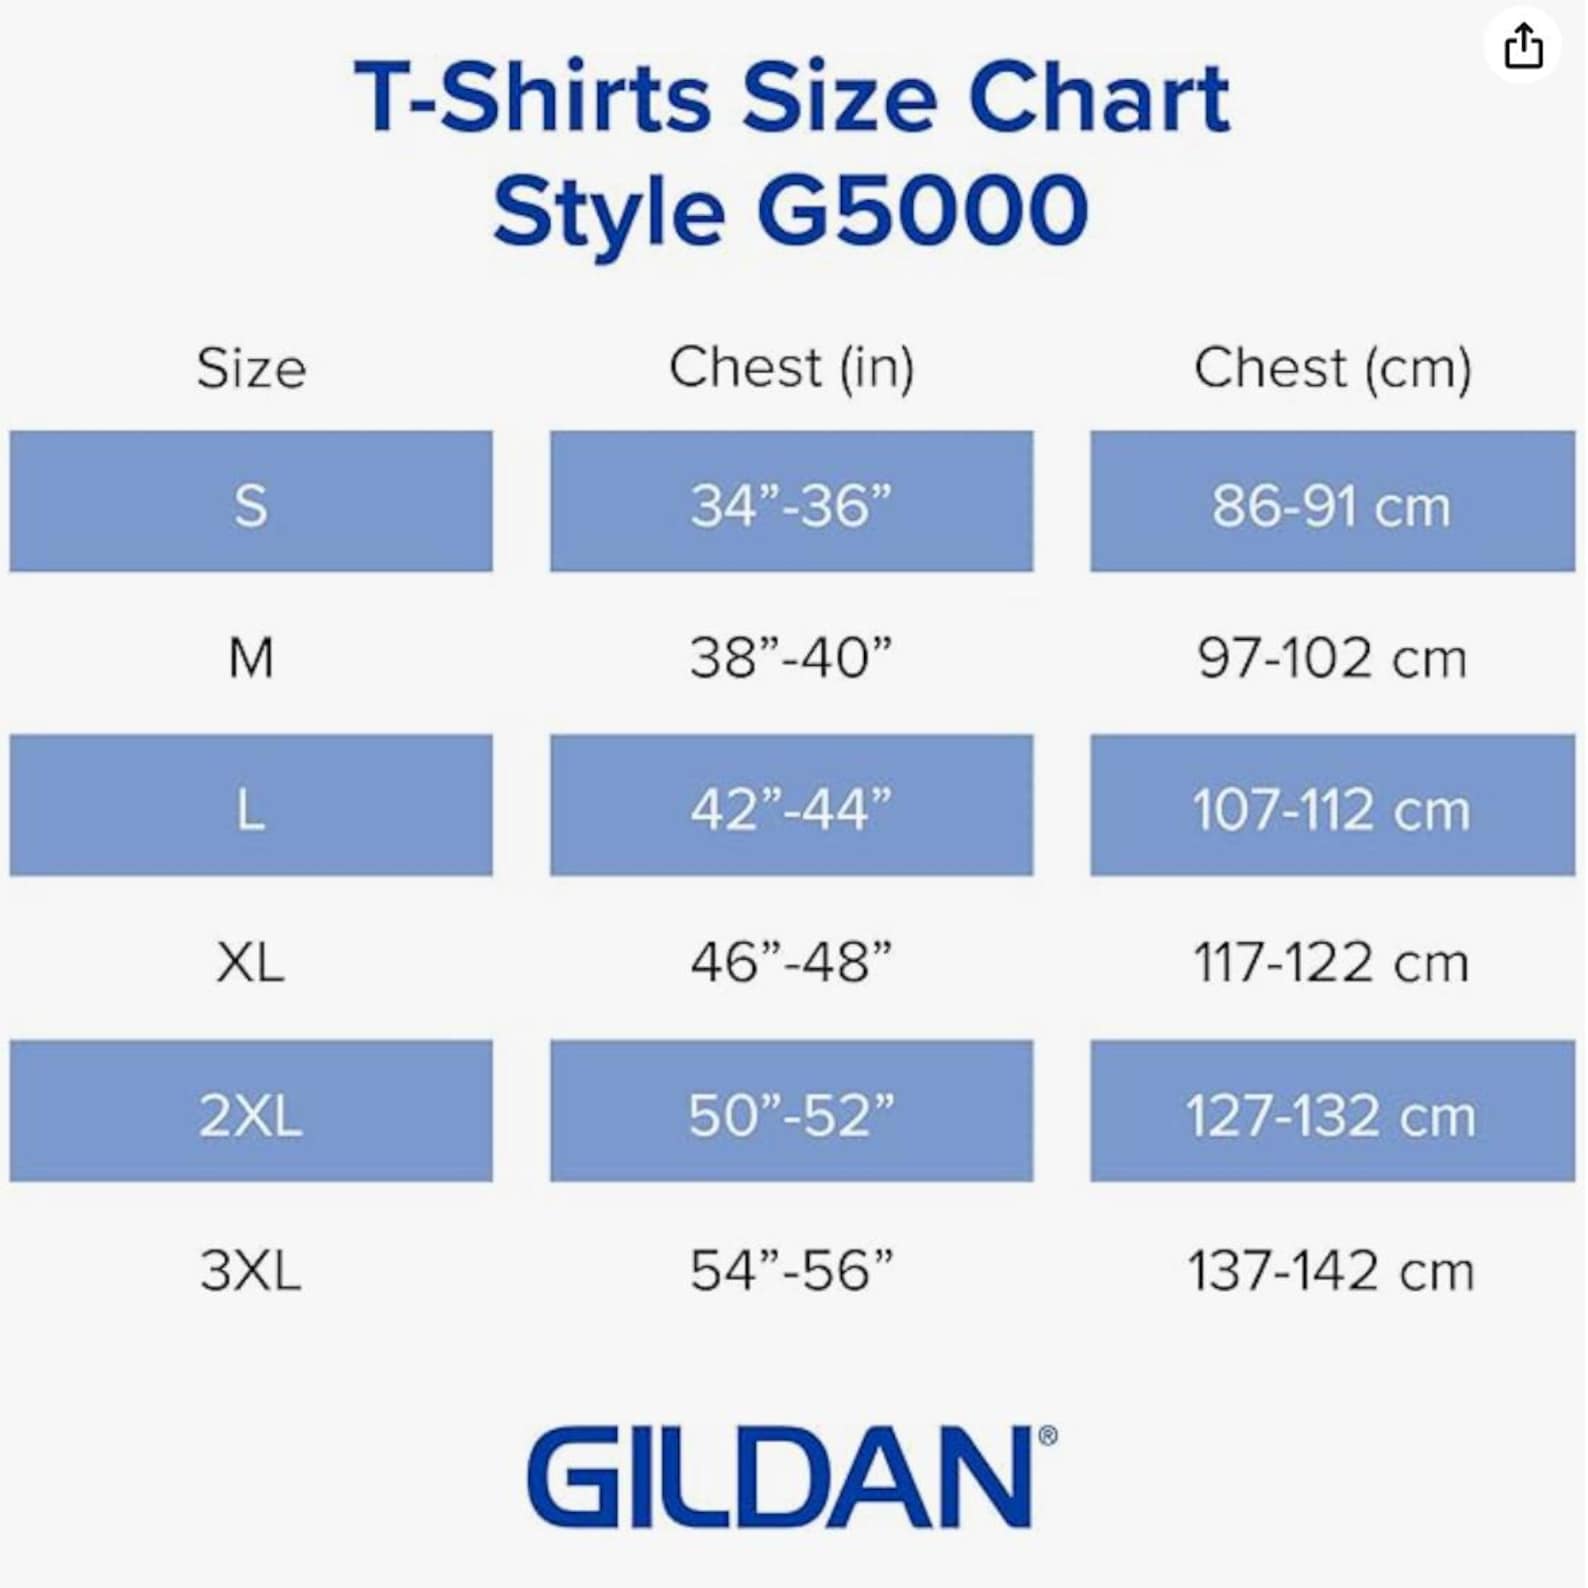 T-Shirts Size Chart
Style G5000
Size Chest (in) Chest (cm)
S 34”-36” 86-91 cm
M 38”-40” 97-102 cm
L 42”-44” 107-112 cm
XL 46”-48” 117-122 cm
2XL 50”-52” 127-132 cm
3XL 54”-56” 137-142 cm
GILDAN®